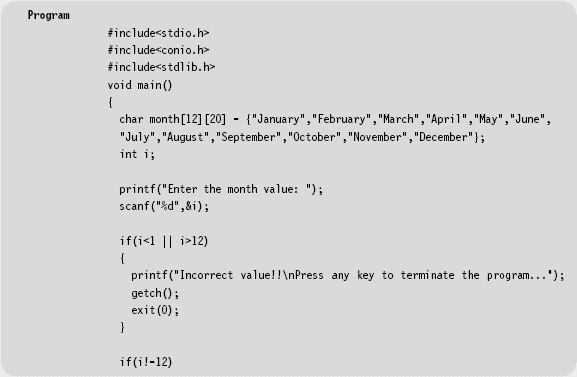 Program
#include<stdio.h>
#include<conio.h>
#include<stdlib.h>
void main()
{
char month[12][20] = {"January","February","March","April","May","June",
"July","August","September","October","November","December"};
int i;
printf("Enter the month value: ");
scanf("%d",&i);
if(i<1 || i>12)
{
printf("Incorrect value!!\nPress any key to terminate the program...");
getch();
exit(0);
}
if(i!=12)